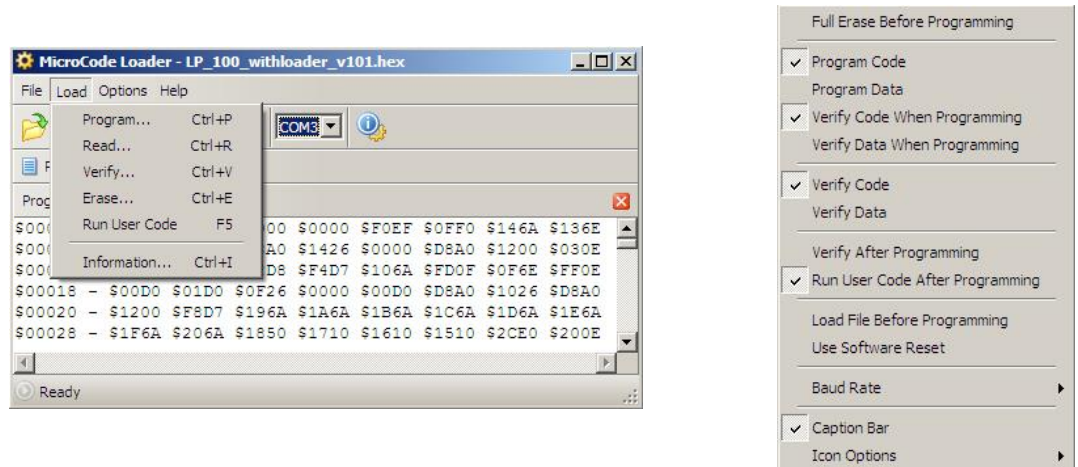 MicroCode Loader - LP_100_withloader_v101.hex
File Load Options Help
COM3
Program... Ctrl+P
Read... Ctrl+R
Verify... Ctrl+V
Erase... Ctrl+E
Run User Code F5
Information... Ctrl+I
$0000 $F0EF $0FF0 $146A $136E
$1426 $0000 $D8A0 $1200 $030E
$F4D7 $106A $FD0F $0F6E $FF0E
$00018 - $00D0 $01D0 $0F26 $0000 $00D0 $D8A0 $1026 $D8A0
$00020 - $1200 $F8D7 $196A $1A6A $1B6A $1C6A $1D6A $1E6A
$00028 - $1F6A $206A $1850 $1710 $1610 $1510 $2CE0 $200E
Ready
Full Erase Before Programming
Program Code
Program Data
Verify Code When Programming
Verify Data When Programming
Verify Code
Verify Data
Verify After Programming
Run User Code After Programming
Load File Before Programming
Use Software Reset
Baud Rate
Caption Bar
Icon Options